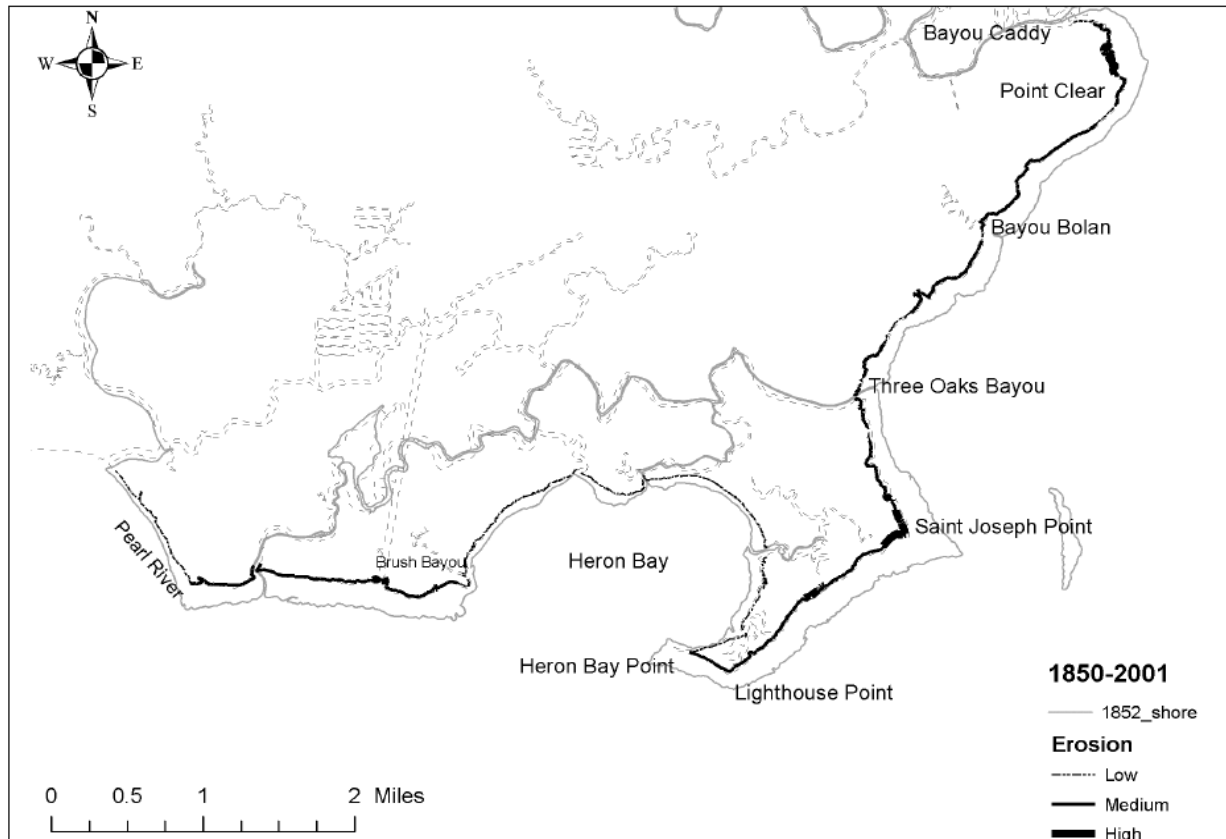 N
W E
S
Bayou Caddy
Point Clear
Bayou Bolan
Three Oaks Bayou
Saint Joseph Point
Pearl River
Brush Bayou
Heron Bay
Heron Bay Point
Lighthouse Point
1850-2001
1852_shore
Erosion
Low
Medium
High
0 0.5 1 2 Miles